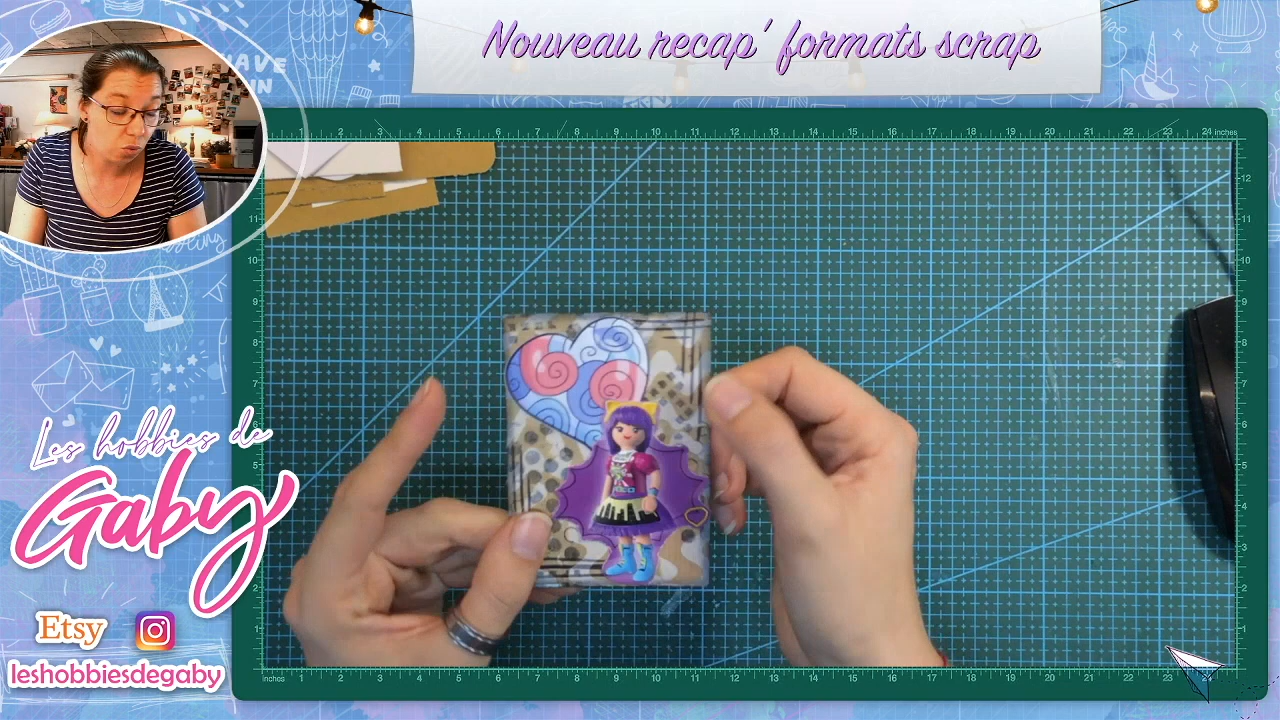 Nouveau recap' formats scrap
Les hobbies de
Gaby
Etsy
leshobbiesdegaby